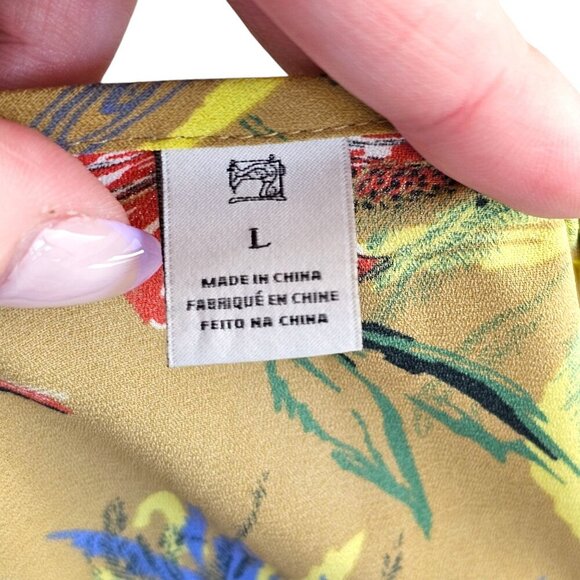 L
MADE IN CHINA
FABRIQUÉ EN CHINE
FEITO NA CHINA